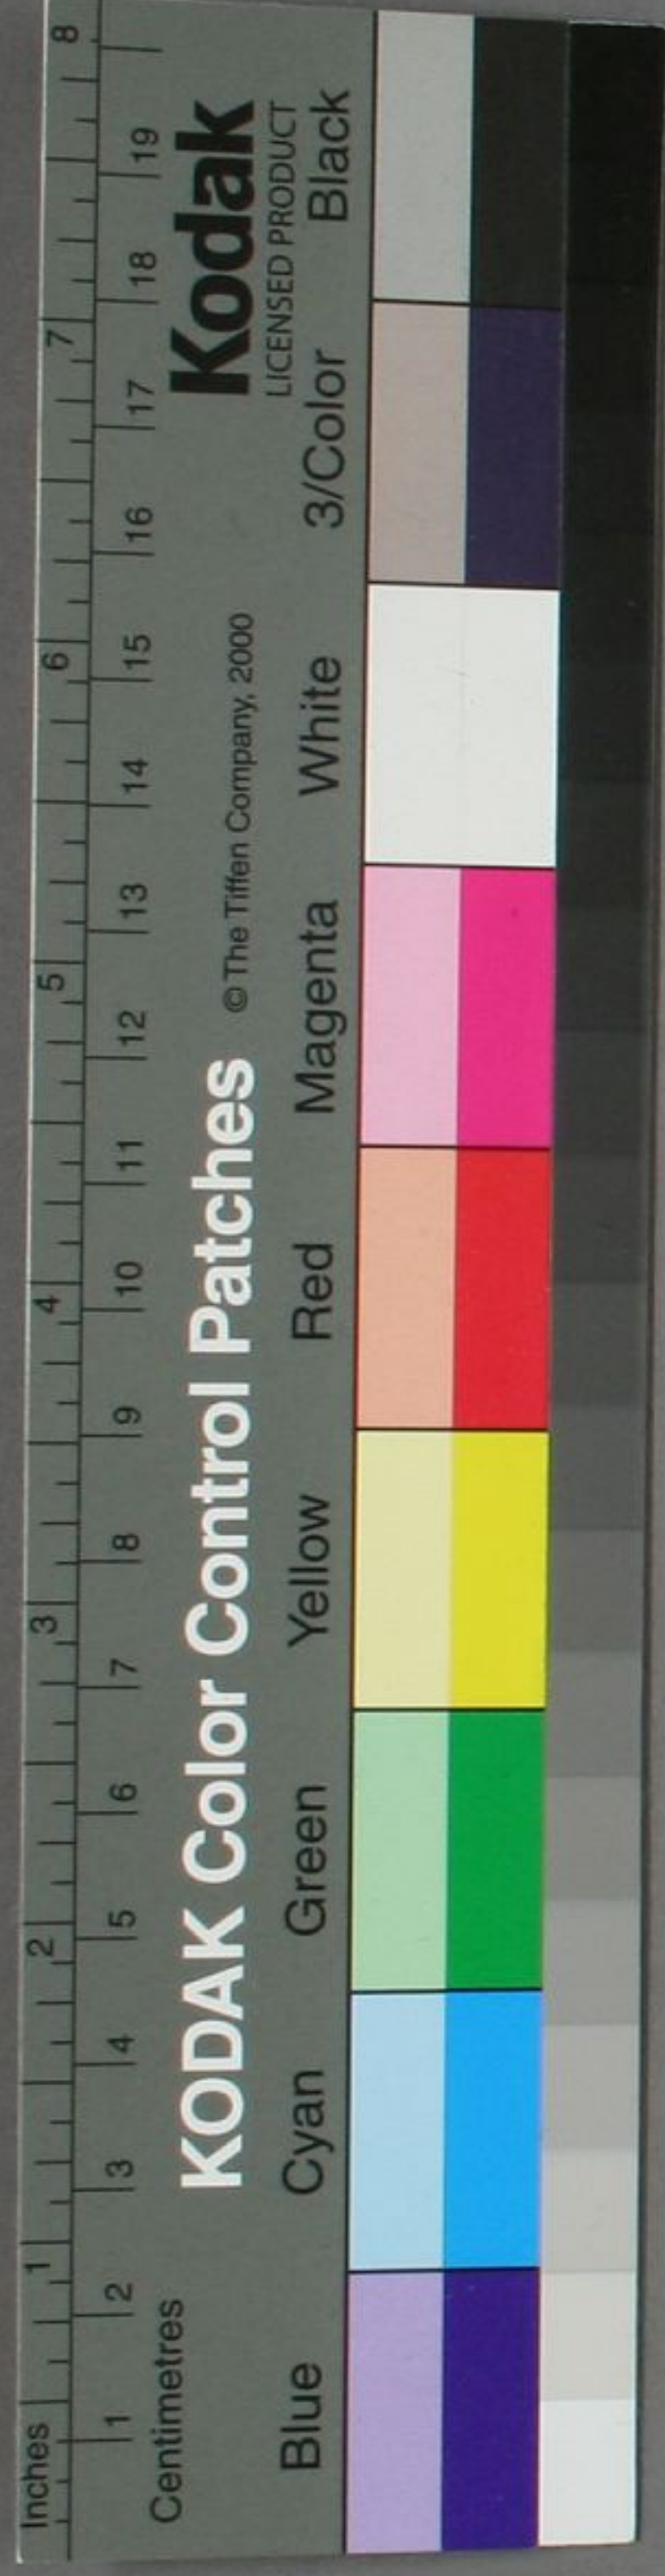 Inches 1 2 3 4 5 6 7 8
1 2 3 4 5 6 7 8 9 10 11 12 13 14 15 16 17 18 19
Centimetres
KODAK Color Control Patches © The Tiffen Company, 2000
Kodak
LICENSED PRODUCT
Blue Cyan Green Yellow Red Magenta White 3/Color Black